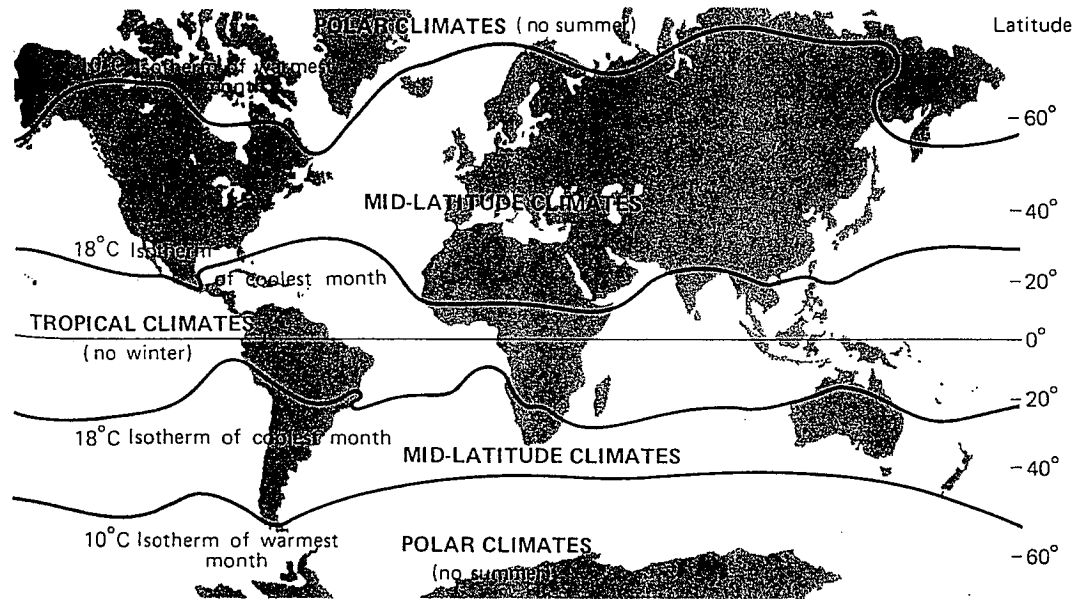 POLAR CLIMATES (no summer)
Latitude
10°C Isotherm of warmest
month
–60°
MID-LATITUDE CLIMATES
–40°
18°C Isotherm
of coolest month
–20°
TROPICAL CLIMATES
(no winter)
–0°
–20°
18°C Isotherm of coolest month
MID-LATITUDE CLIMATES
–40°
10°C Isotherm of warmest
month
POLAR CLIMATES
(no summer)
–60°